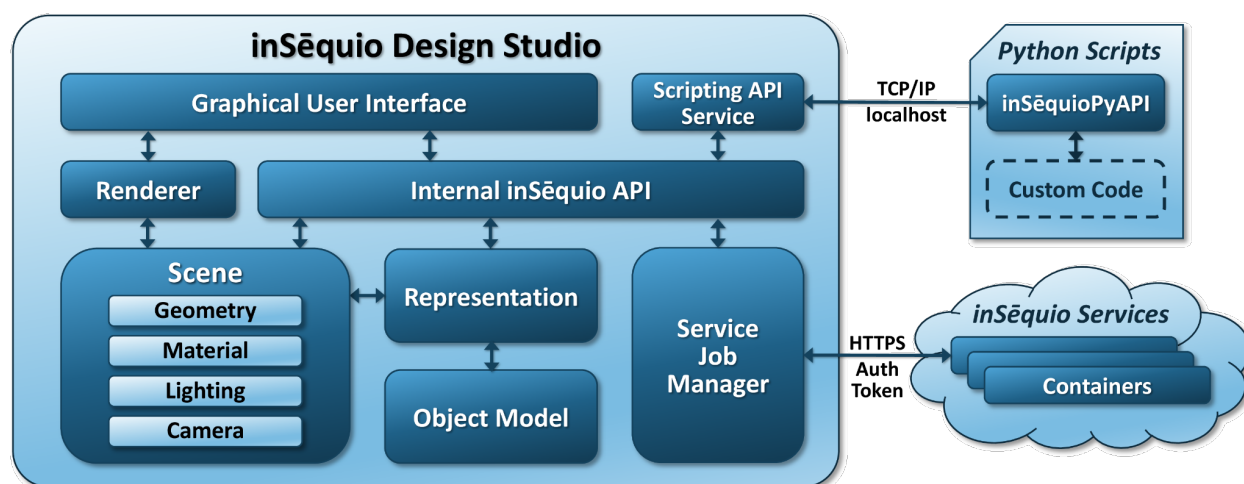 inSēquio Design Studio
Graphical User Interface
Scripting API
Service
Renderer
Internal inSēquio API
Scene
Geometry
Material
Lighting
Camera
Representation
Object Model
Service
Job
Manager
TCP/IP
localhost
Python Scripts
inSēquioPyAPI
Custom Code
HTTPS
Auth
Token
inSēquio Services
Containers